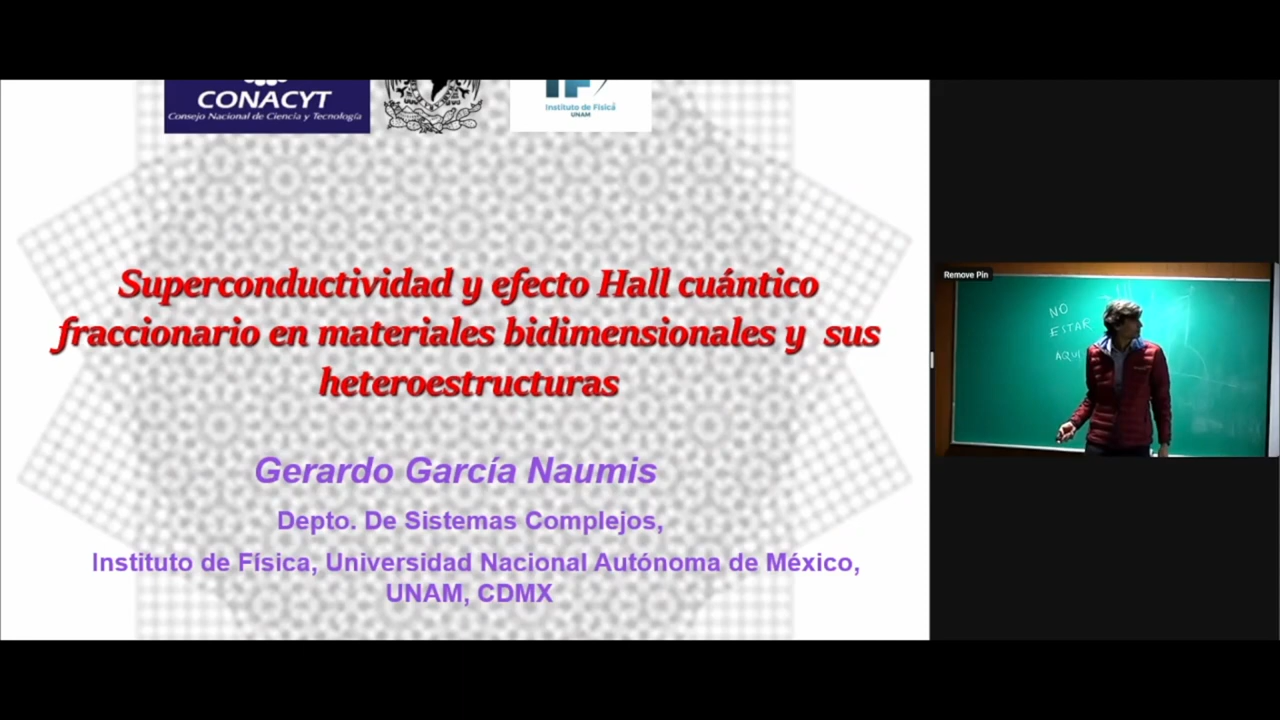 CONACYT
Consejo Nacional de Ciencia y Tecnología
Instituto de Física
UNAM
Superconductividad y efecto Hall cuántico
fraccionario en materiales bidimensionales y sus
heteroestructuras
Gerardo García Naumis
Depto. De Sistemas Complejos,
Instituto de Física, Universidad Nacional Autónoma de México,
UNAM, CDMX
Remove Pin
NO
ESTAR
AQUI